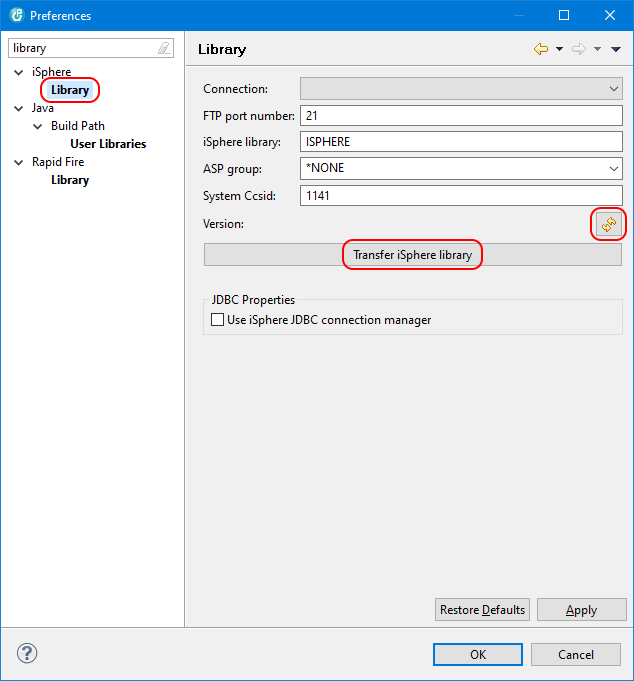 Preferences
library
Library
iSphere
Library
Java
Build Path
User Libraries
Rapid Fire
Library
Connection:
FTP port number: 21
iSphere library: ISPHERE
ASP group: *NONE
System Ccsid: 1141
Version:
Transfer iSphere library
JDBC Properties
Use iSphere JDBC connection manager
Restore Defaults Apply
? OK Cancel